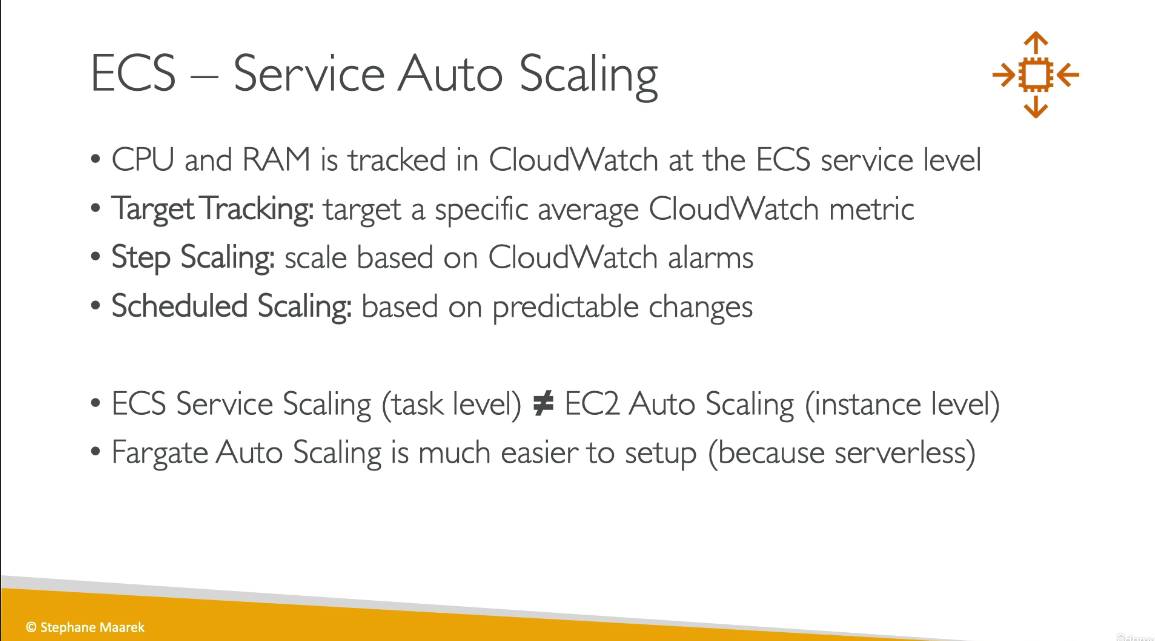 ECS – Service Auto Scaling
• CPU and RAM is tracked in CloudWatch at the ECS service level
• Target Tracking: target a specific average CloudWatch metric
• Step Scaling: scale based on CloudWatch alarms
• Scheduled Scaling: based on predictable changes
• ECS Service Scaling (task level) ≠ EC2 Auto Scaling (instance level)
• Fargate Auto Scaling is much easier to setup (because serverless)
© Stephane Maarek